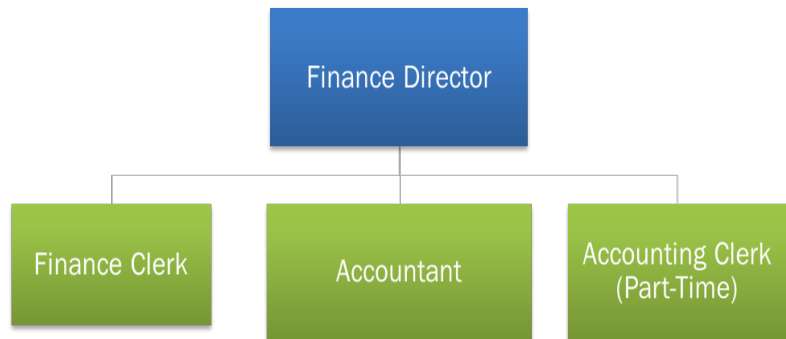 Finance Director
Finance Clerk
Accountant
Accounting Clerk
(Part-Time)